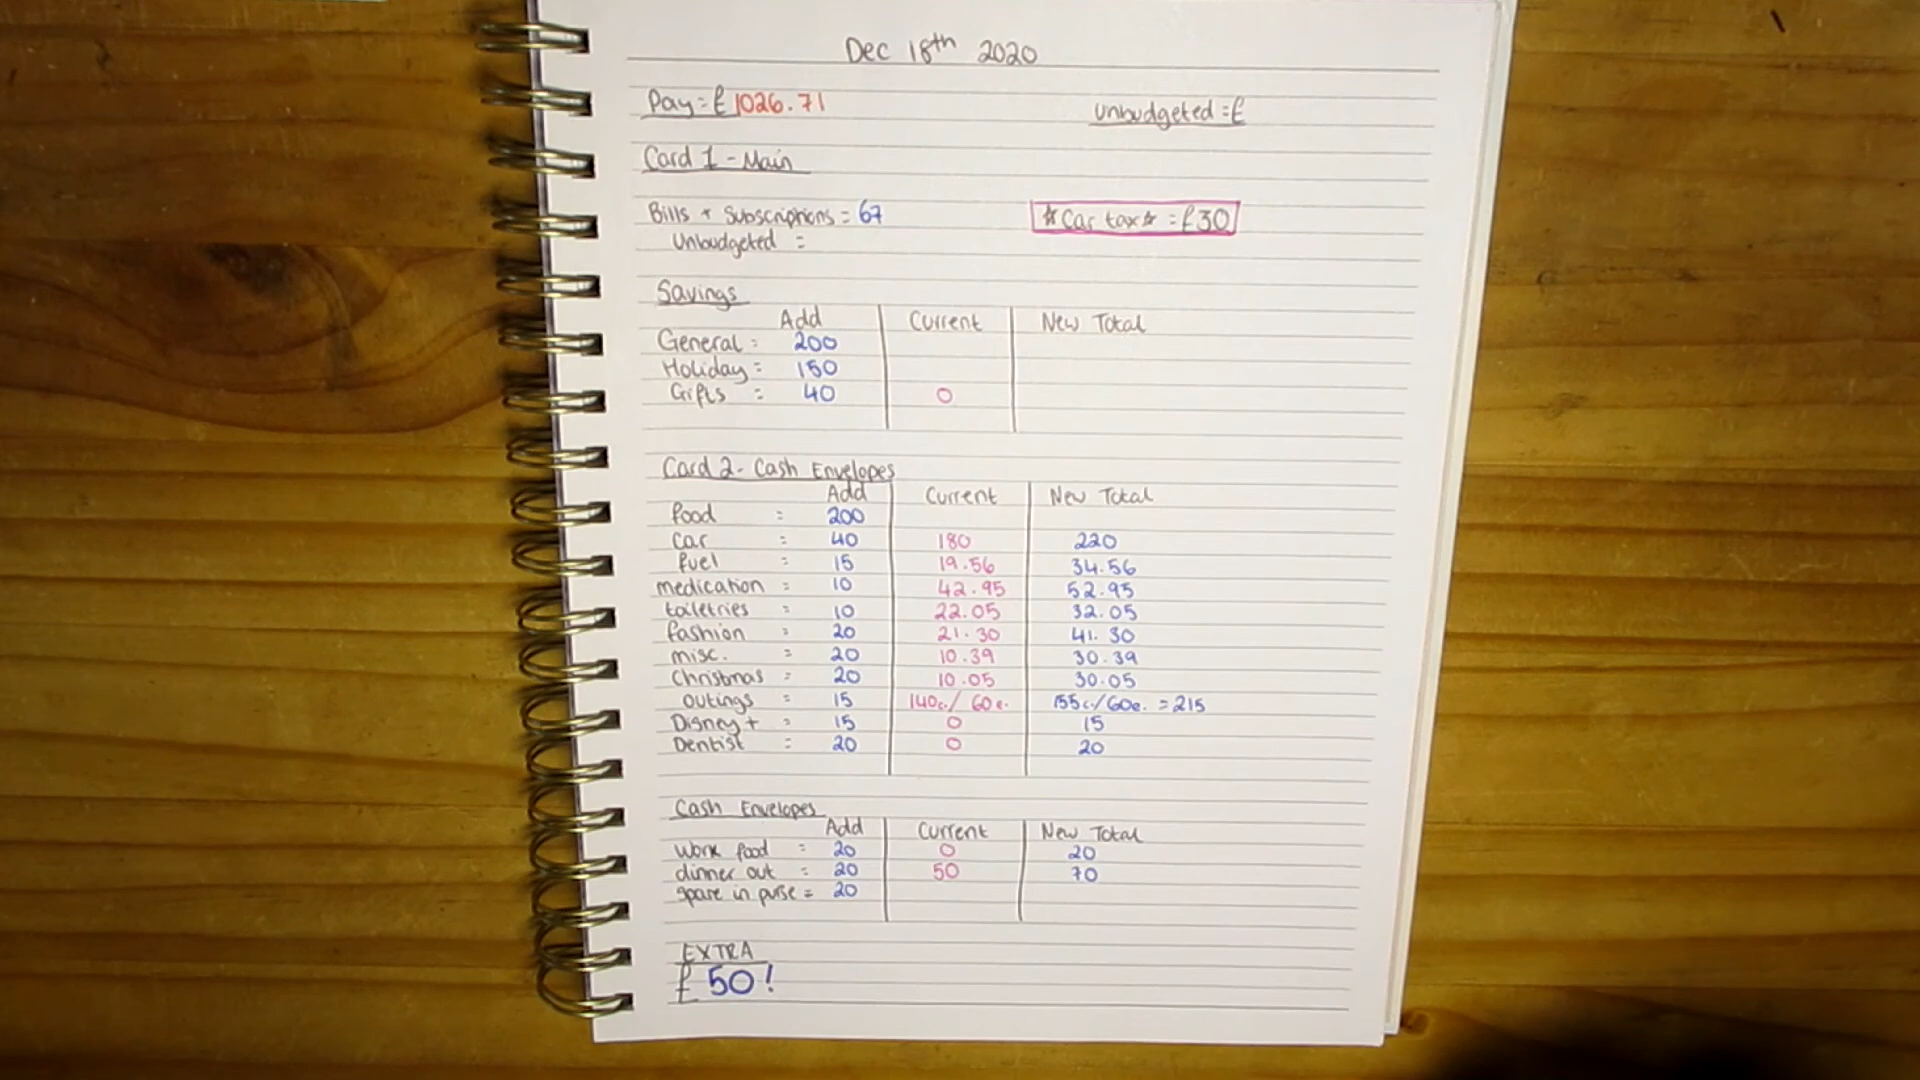 Dec 18th 2020
Pay = £1026.71
Unbudgeted = £
Card 1 - Main
Bills + Subscriptions = 67
☆Car tax☆ = £30
Unbudgeted =
Savings
Add Current New Total
General = 200
Holiday = 150
Gifts = 40 0
Card 2 - Cash Envelopes
Add Current New Total
food = 200
Car = 40 180 220
fuel = 15 19.56 34.56
medication = 10 42.95 52.95
toiletries = 10 22.05 32.05
fashion = 20 21.30 41.30
misc. = 20 10.39 30.39
Christmas = 20 10.05 30.05
outings = 15 140c./ 60e. 155c./60e. = 215
Disney + = 15 0 15
Dentist = 20 0 20
Cash Envelopes
Add Current New Total
Work food = 20 0 20
dinner out = 20 50 70
spare in purse = 20
EXTRA
£50!